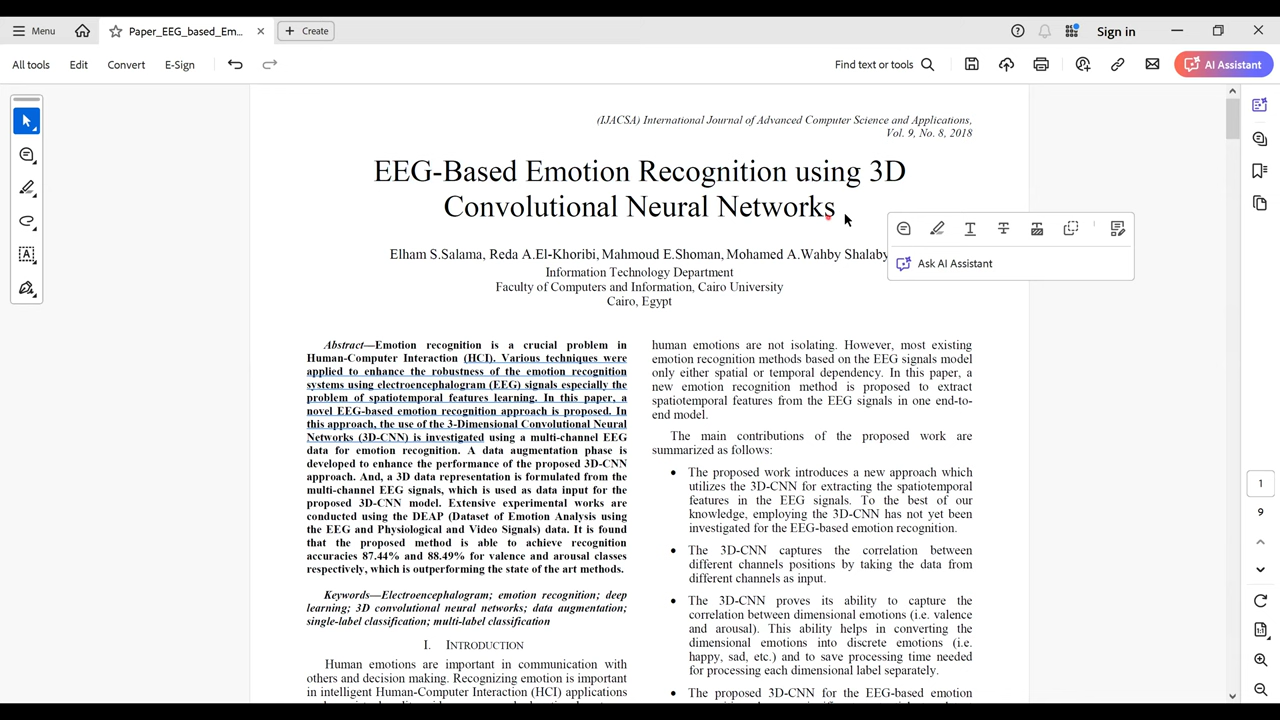 Menu
Paper_EEG_based_Em...
Create
Sign in
All tools
Edit
Convert
E-Sign
Find text or tools
AI Assistant
(IJACSA) International Journal of Advanced Computer Science and Applications,
Vol. 9, No. 8, 2018
EEG-Based Emotion Recognition using 3D
Convolutional Neural Networks
Ask AI Assistant
Elham S.Salama, Reda A.El-Khoribi, Mahmoud E.Shoman, Mohamed A.Wahby Shalaby
Information Technology Department
Faculty of Computers and Information, Cairo University
Cairo, Egypt
Abstract—Emotion recognition is a crucial problem in
Human-Computer Interaction (HCI). Various techniques were
applied to enhance the robustness of the emotion recognition
systems using electroencephalogram (EEG) signals especially the
problem of spatiotemporal features learning. In this paper, a
novel EEG-based emotion recognition approach is proposed. In
this approach, the use of the 3-Dimensional Convolutional Neural
Networks (3D-CNN) is investigated using a multi-channel EEG
data for emotion recognition. A data augmentation phase is
developed to enhance the performance of the proposed 3D-CNN
approach. And, a 3D data representation is formulated from the
multi-channel EEG signals, which is used as data input for the
proposed 3D-CNN model. Extensive experimental works are
conducted using the DEAP (Dataset of Emotion Analysis using
the EEG and Physiological and Video Signals) data. It is found
that the proposed method is able to achieve recognition
accuracies 87.44% and 88.49% for valence and arousal classes
respectively, which is outperforming the state of the art methods.
Keywords—Electroencephalogram; emotion recognition; deep
learning; 3D convolutional neural networks; data augmentation;
single-label classification; multi-label classification
I. INTRODUCTION
Human emotions are important in communication with
others and decision making. Recognizing emotion is important
in intelligent Human-Computer Interaction (HCI) applications
human emotions are not isolating. However, most existing
emotion recognition methods based on the EEG signals model
only either spatial or temporal dependency. In this paper, a
new emotion recognition method is proposed to extract
spatiotemporal features from the EEG signals in one end-to-
end model.
The main contributions of the proposed work are
summarized as follows:
• The proposed work introduces a new approach which
utilizes the 3D-CNN for extracting the spatiotemporal
features in the EEG signals. To the best of our
knowledge, employing the 3D-CNN has not yet been
investigated for the EEG-based emotion recognition.
• The 3D-CNN captures the correlation between
different channels positions by taking the data from
different channels as input.
• The 3D-CNN proves its ability to capture the
correlation between dimensional emotions (i.e. valence
and arousal). This ability helps in converting the
dimensional emotions into discrete emotions (i.e.
happy, sad, etc.) and to save processing time needed
for processing each dimensional label separately.
• The proposed 3D-CNN for the EEG-based emotion
1
9